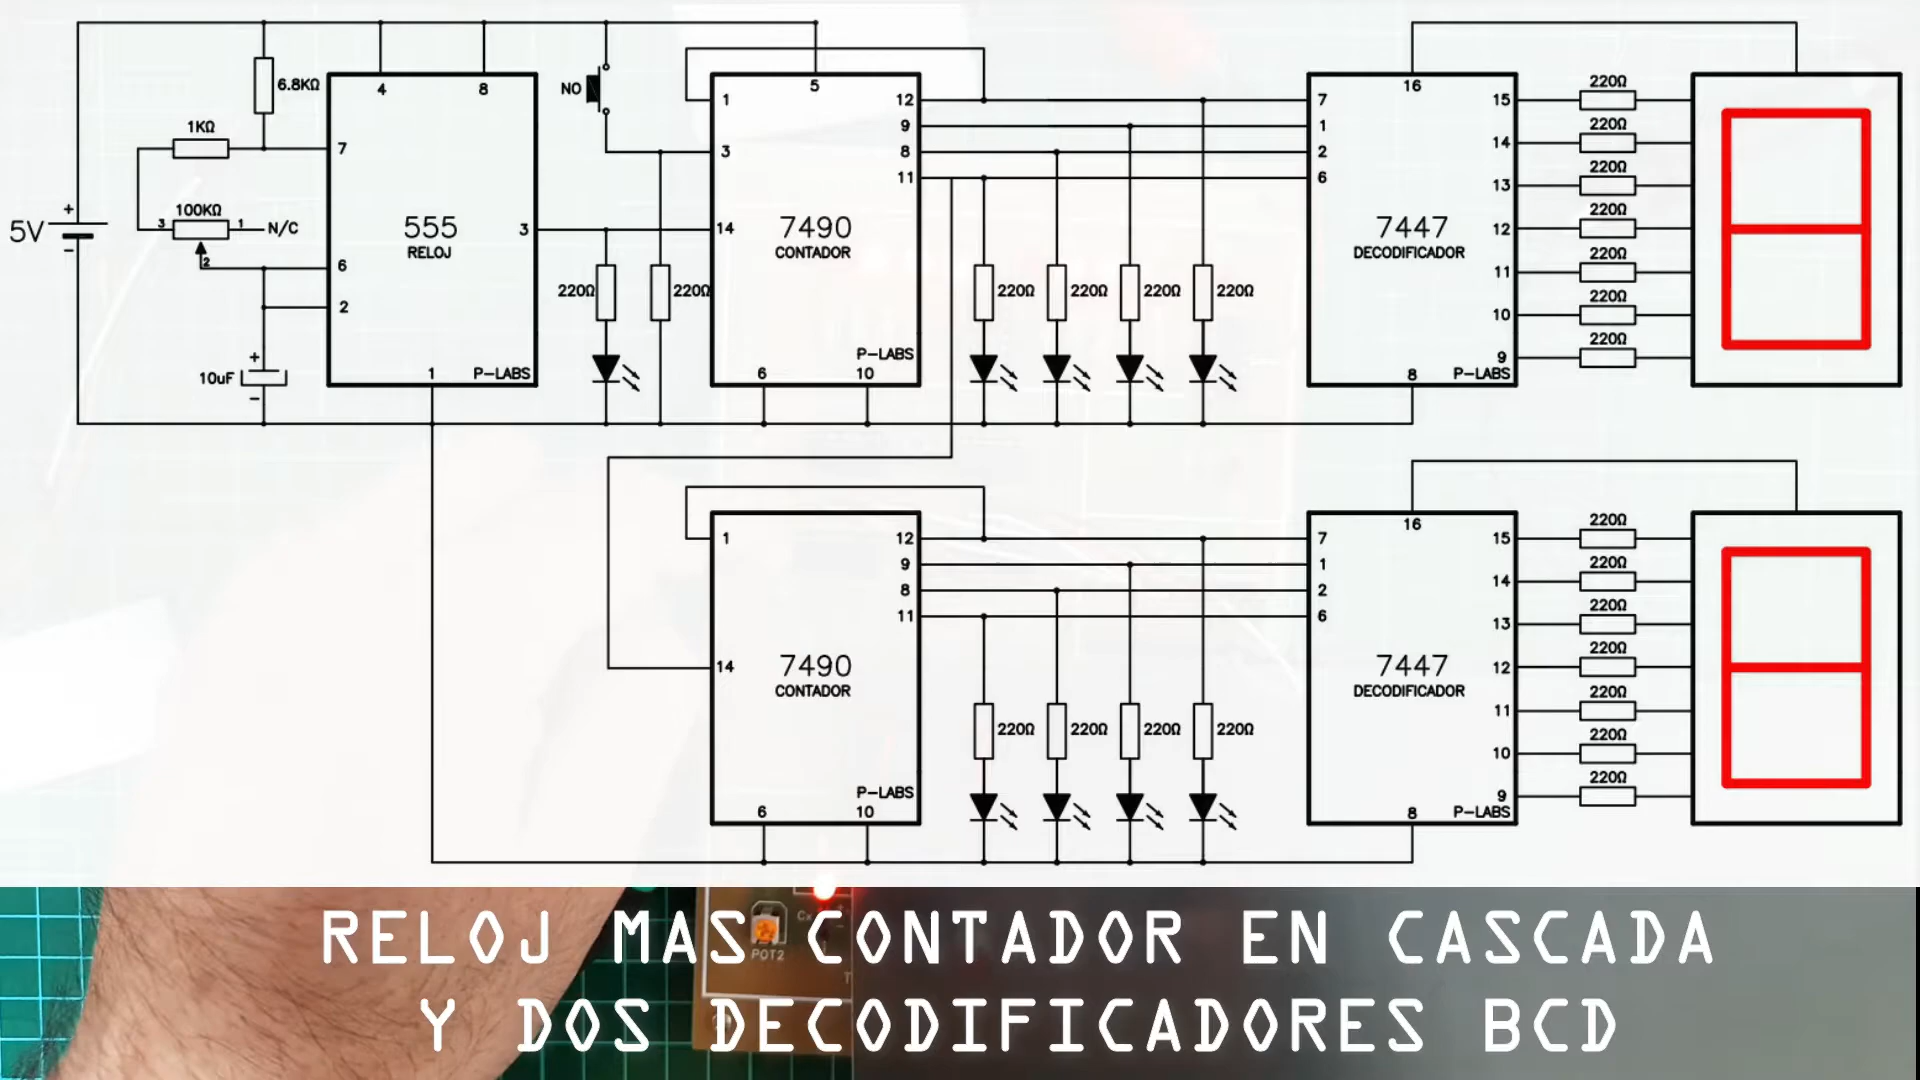 5V
+
−
6.8KΩ
1KΩ
100KΩ
3
1
N/C
2
+
10uF
−
4
8
7
3
6
2
1
555
RELOJ
P-LABS
NO
220Ω
220Ω
5
1
12
9
3
8
11
14
7490
CONTADOR
P-LABS
6
10
220Ω
220Ω
220Ω
220Ω
16
7
1
2
6
7447
DECODIFICADOR
8
P-LABS
15
14
13
12
11
10
9
220Ω
220Ω
220Ω
220Ω
220Ω
220Ω
220Ω
1
12
9
8
11
14
7490
CONTADOR
P-LABS
6
10
220Ω
220Ω
220Ω
220Ω
16
7
1
2
6
7447
DECODIFICADOR
8
P-LABS
15
14
13
12
11
10
9
220Ω
220Ω
220Ω
220Ω
220Ω
220Ω
220Ω
POT2
RELOJ MAS CONTADOR EN CASCADA
Y DOS DECODIFICADORES BCD